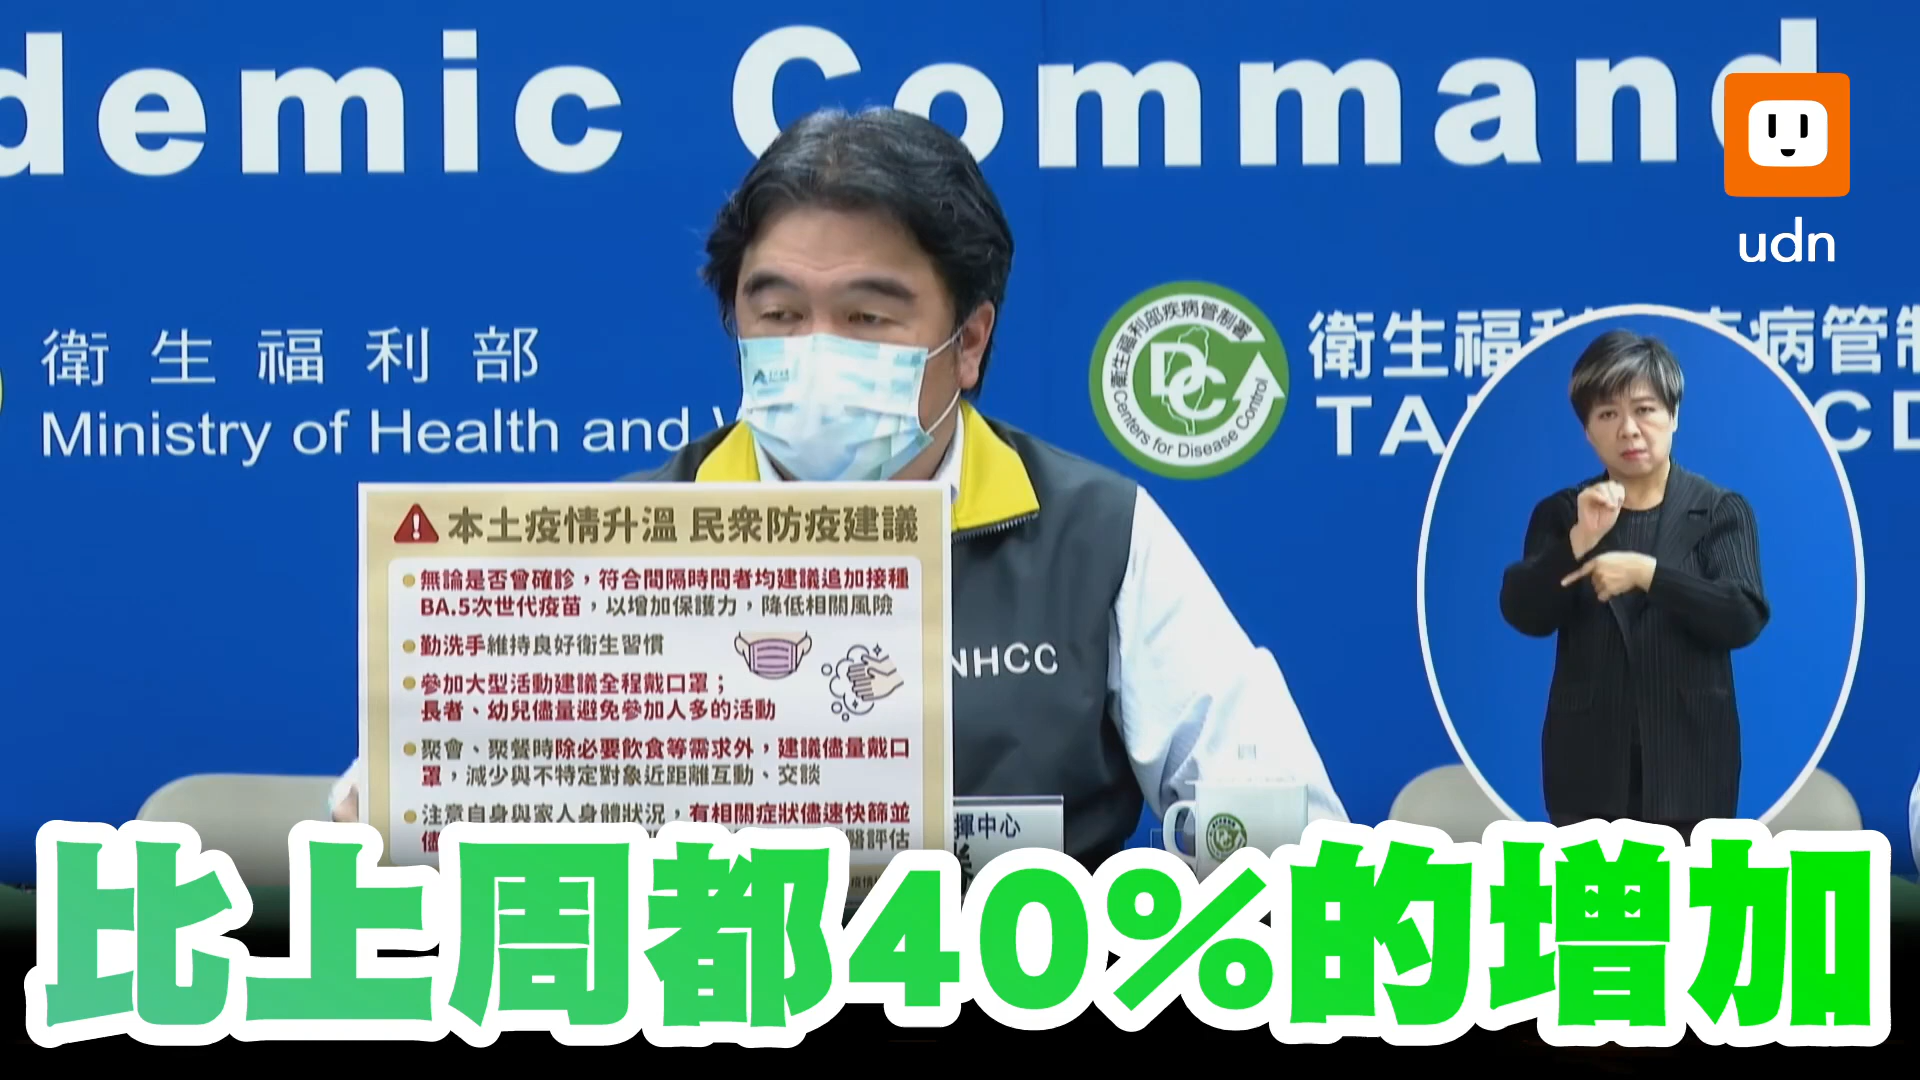 demic Command
udn
衛生福利部
Ministry of Health and W
衛生福利部疾病管制署
Centers for Disease Control
衛生福利 疾病管制
TAI CD
本土疫情升溫 民眾防疫建議
無論是否曾確診，符合間隔時間者均建議追加接種
BA.5次世代疫苗，以增加保護力，降低相關風險
勤洗手維持良好衛生習慣
參加大型活動建議全程戴口罩；
長者、幼兒儘量避免參加人多的活動
聚會、聚餐時除必要飲食等需求外，建議儘量戴口
罩，減少與不特定對象近距離互動、交談
注意自身與家人身體狀況，有相關症狀儘速快篩並
儘 醫評估
NHCC
揮中心
比上周都40%的增加